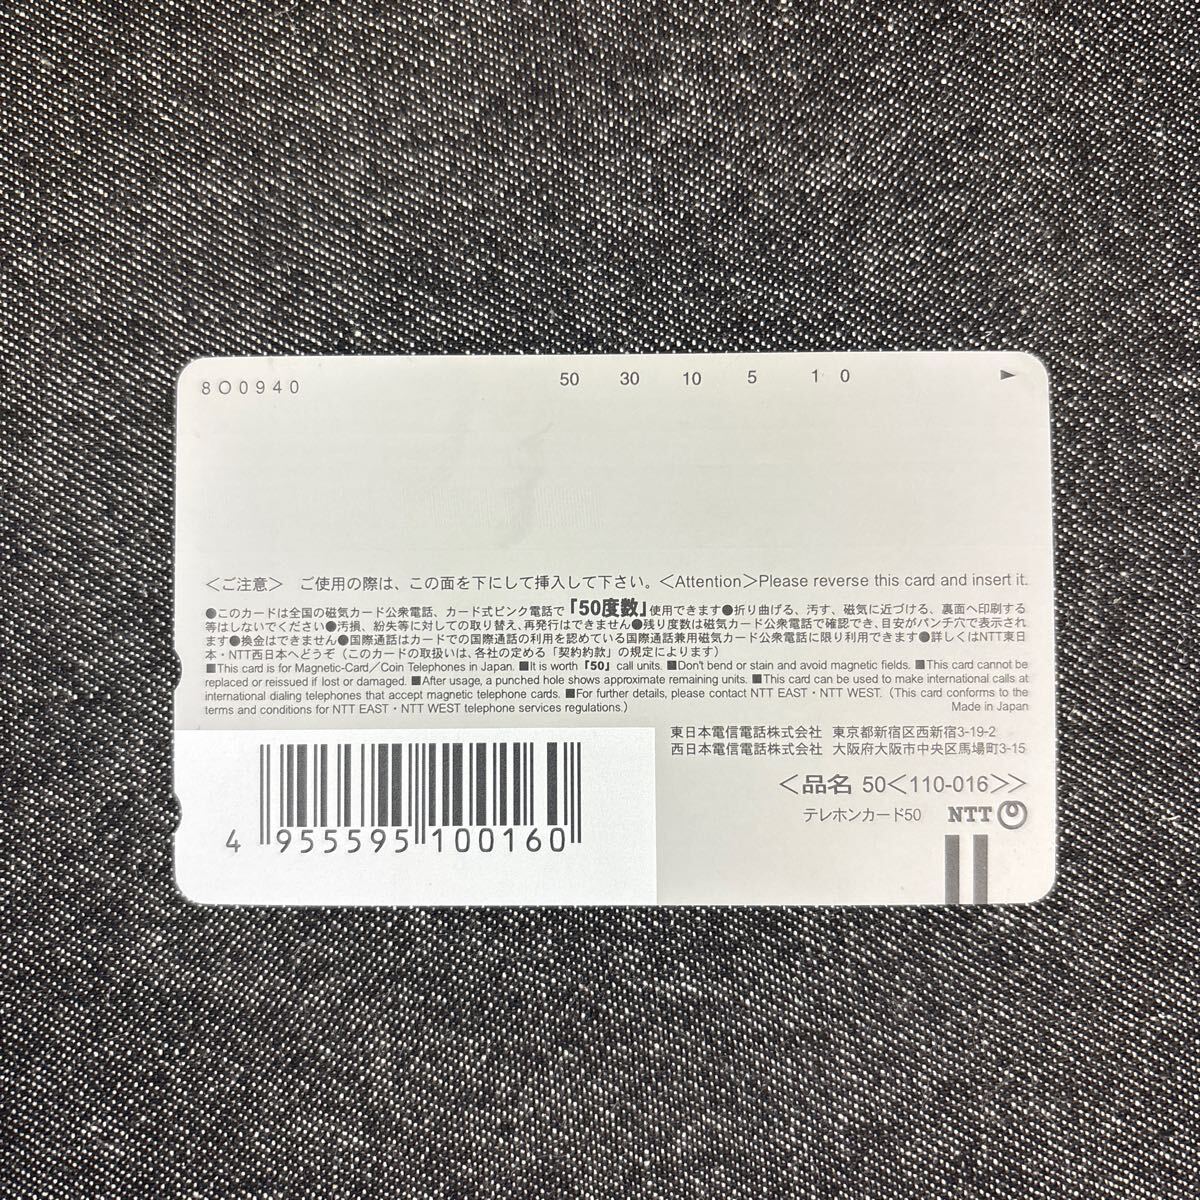 8O0940
50 30 10 5 1 0 ►
＜ご注意＞ ご使用の際は、この面を下にして挿入して下さい。＜Attention＞Please reverse this card and insert it.
●このカードは全国の磁気カード公衆電話、カード式ピンク電話で「50度数」使用できます●折り曲げる、汚す、磁気に近づける、裏面へ印刷する
等はしないでください●汚損、紛失等に対しての取り替え、再発行はできません●残り度数は磁気カード公衆電話で確認でき、目安がパンチ穴で表示され
ます●換金はできません●国際通話はカードでの国際通話の利用を認めている国際通話兼用磁気カード公衆電話に限り利用できます●詳しくはNTT東日
本・NTT西日本へどうぞ（このカードの取扱いは、各社の定める「契約約款」の規定によります）
■This card is for Magnetic-Card／Coin Telephones in Japan. ■It is worth「50」call units. ■Don't bend or stain and avoid magnetic fields. ■This card cannot be
replaced or reissued if lost or damaged. ■After usage, a punched hole shows approximate remaining units. ■This card can be used to make international calls at
international dialing telephones that accept magnetic telephone cards. ■For further details, please contact NTT EAST・NTT WEST. (This card conforms to the
terms and conditions for NTT EAST・NTT WEST telephone services regulations.) Made in Japan
東日本電信電話株式会社 東京都新宿区西新宿3-19-2
西日本電信電話株式会社 大阪府大阪市中央区馬場町3-15
＜品名 50＜110-016＞＞
テレホンカード50 NTT
4 955595 100160